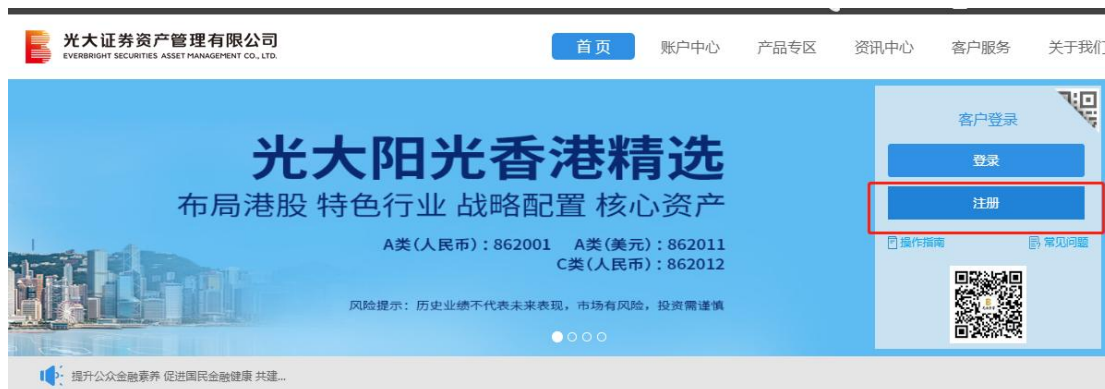 光大证券资产管理有限公司
EVERBRIGHT SECURITIES ASSET MANAGEMENT CO., LTD.
首页 账户中心 产品专区 资讯中心 客户服务 关于我们
客户登录
登录
注册
操作指南 常见问题
光大阳光香港精选
布局港股 特色行业 战略配置 核心资产
A类(人民币)：862001 A类(美元)：862011
C类(人民币)：862012
风险提示：历史业绩不代表未来表现，市场有风险，投资需谨慎
提升公众金融素养 促进国民金融健康 共建...